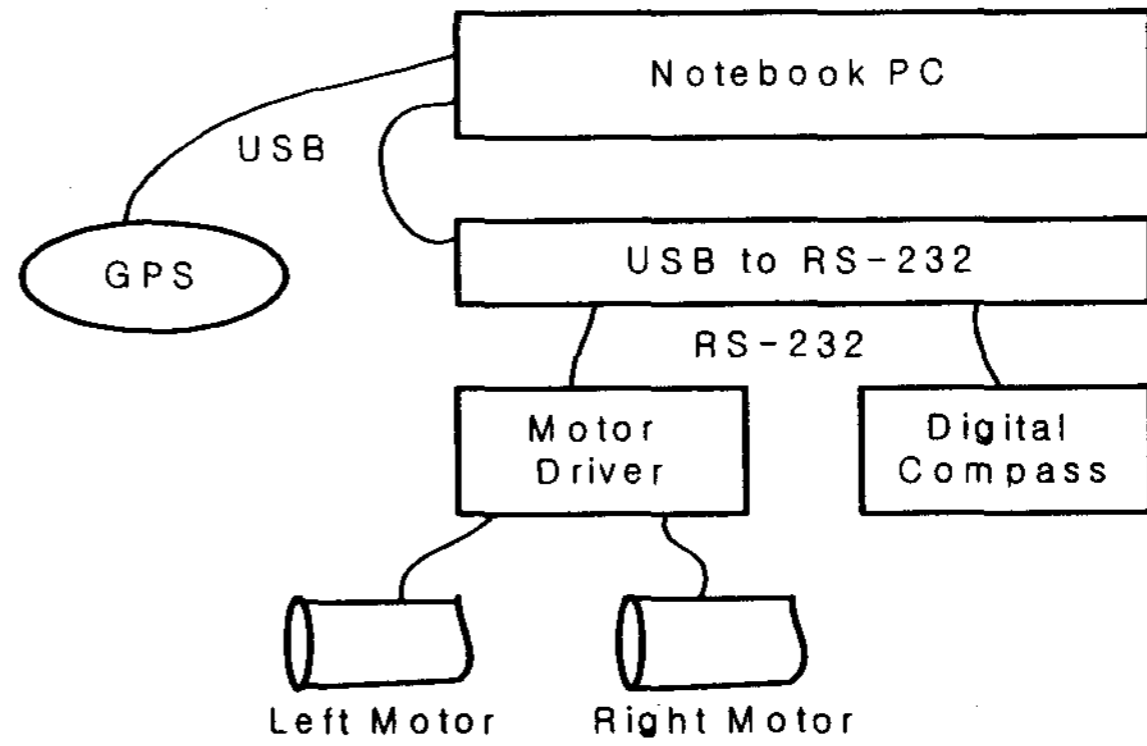 Notebook PC
USB
GPS
USB to RS-232
RS-232
Motor
Driver
Digital
Compass
Left Motor
Right Motor